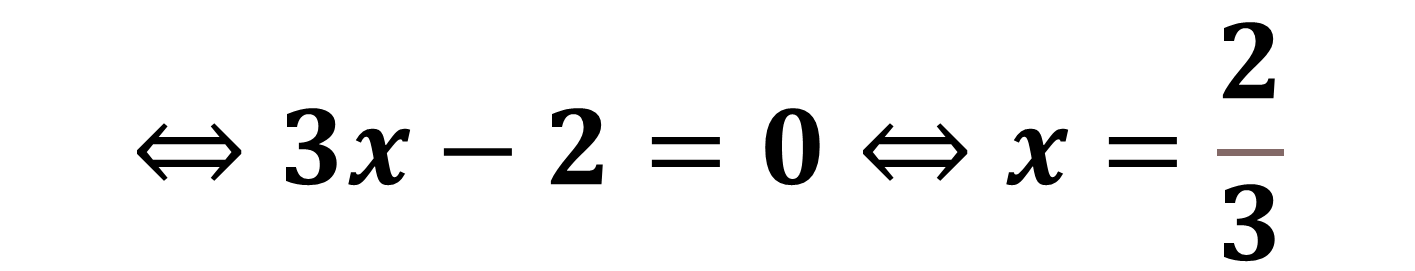 ⇔ 3x − 2 = 0 ⇔ x = 2/3